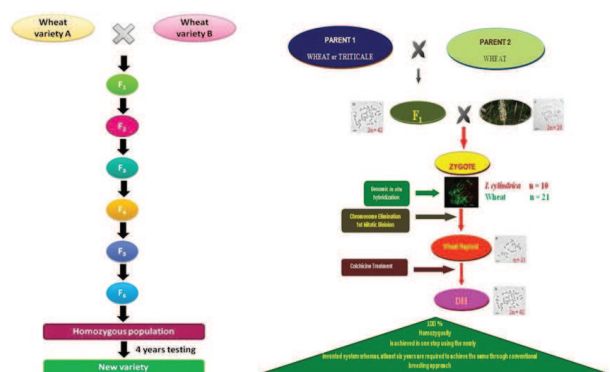 Wheat
variety A
Wheat
variety B
F1
F2
F3
F4
F5
F6
Homozygous population
4 years testing
New variety
PARENT 1
WHEAT or TRITICALE
PARENT 2
WHEAT
F1
2n = 42
ZYGOTE
Genomic in situ
hybridization
I. cylindrica n = 10
Wheat n = 21
Chromosome Elimination
1st Mitotic Division
Wheat Haploid
Colchicine Treatment
DH
2n = 42
100 %
Homozygosity
is achieved in one step using the newly
invented system whereas, atleast six years are required to achieve the same through conventional
breeding approach